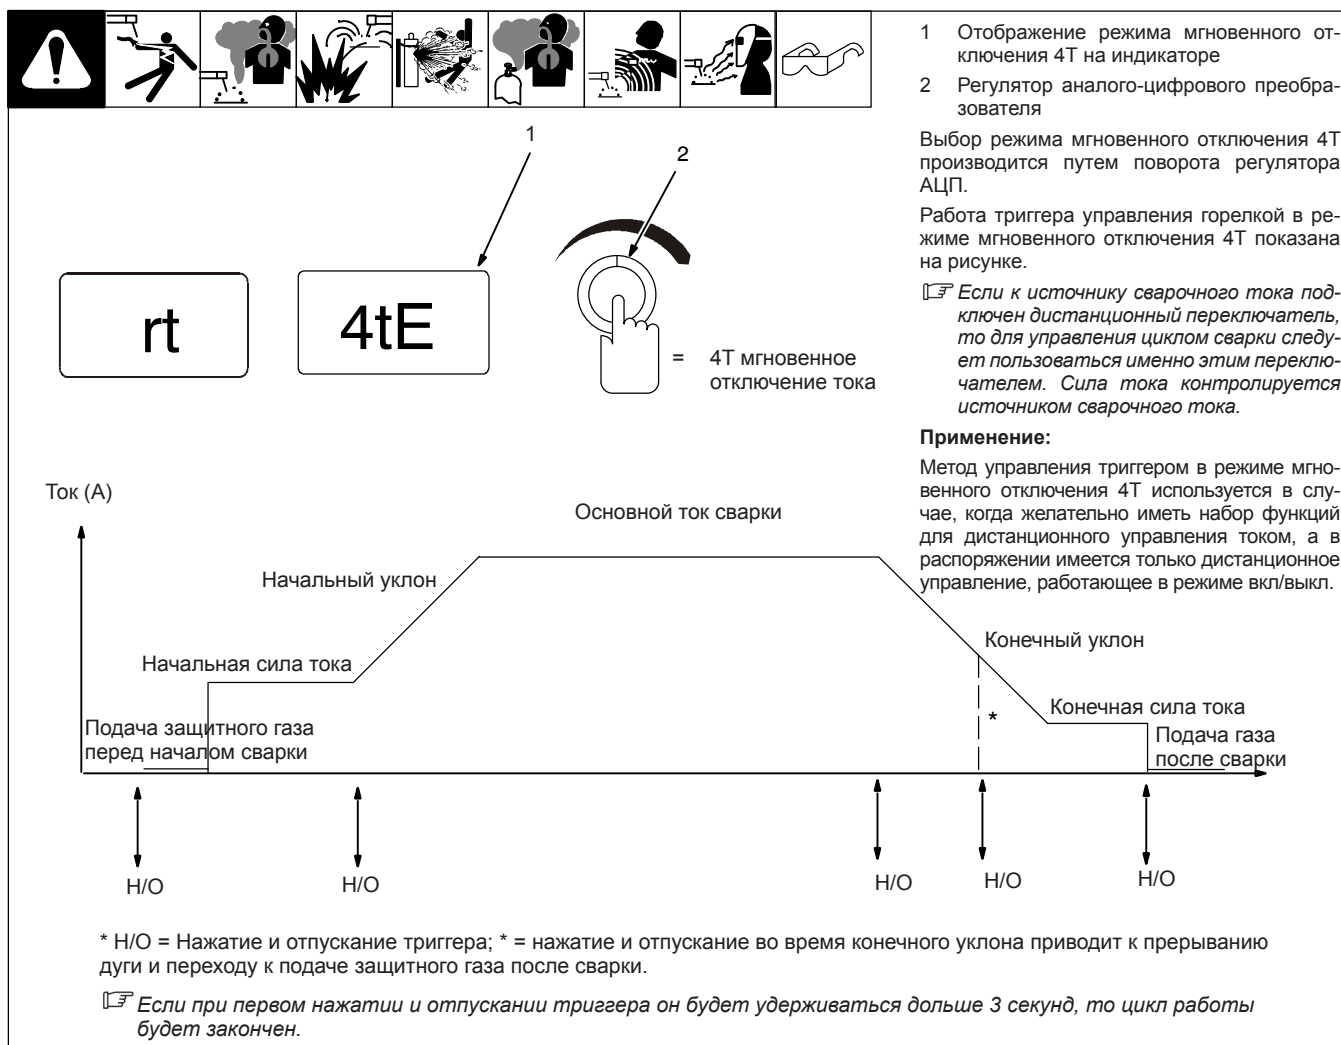 1 Отображение режима мгновенного от-
ключения 4Т на индикаторе
2 Регулятор аналого-цифрового преобра-
зователя
Выбор режима мгновенного отключения 4Т
производится путем поворота регулятора
АЦП.
Работа триггера управления горелкой в ре-
жиме мгновенного отключения 4Т показана
на рисунке.
Если к источнику сварочного тока под-
ключен дистанционный переключатель,
то для управления циклом сварки следу-
ет пользоваться именно этим переклю-
чателем. Сила тока контролируется
источником сварочного тока.
Применение:
Метод управления триггером в режиме мгно-
венного отключения 4Т используется в слу-
чае, когда желательно иметь набор функций
для дистанционного управления током, а в
распоряжении имеется только дистанционное
управление, работающее в режиме вкл/выкл.
1
2
rt
4tE
= 4Т мгновенное
отключение тока
Ток (А)
Основной ток сварки
Начальный уклон
Конечный уклон
Начальная сила тока
Конечная сила тока
*
Подача защитного газа
перед началом сварки
Подача газа
после сварки
Н/О
Н/О
Н/О
Н/О
Н/О
* Н/О = Нажатие и отпускание триггера; * = нажатие и отпускание во время конечного уклона приводит к прерыванию
дуги и переходу к подаче защитного газа после сварки.
Если при первом нажатии и отпускании триггера он будет удерживаться дольше 3 секунд, то цикл работы
будет закончен.